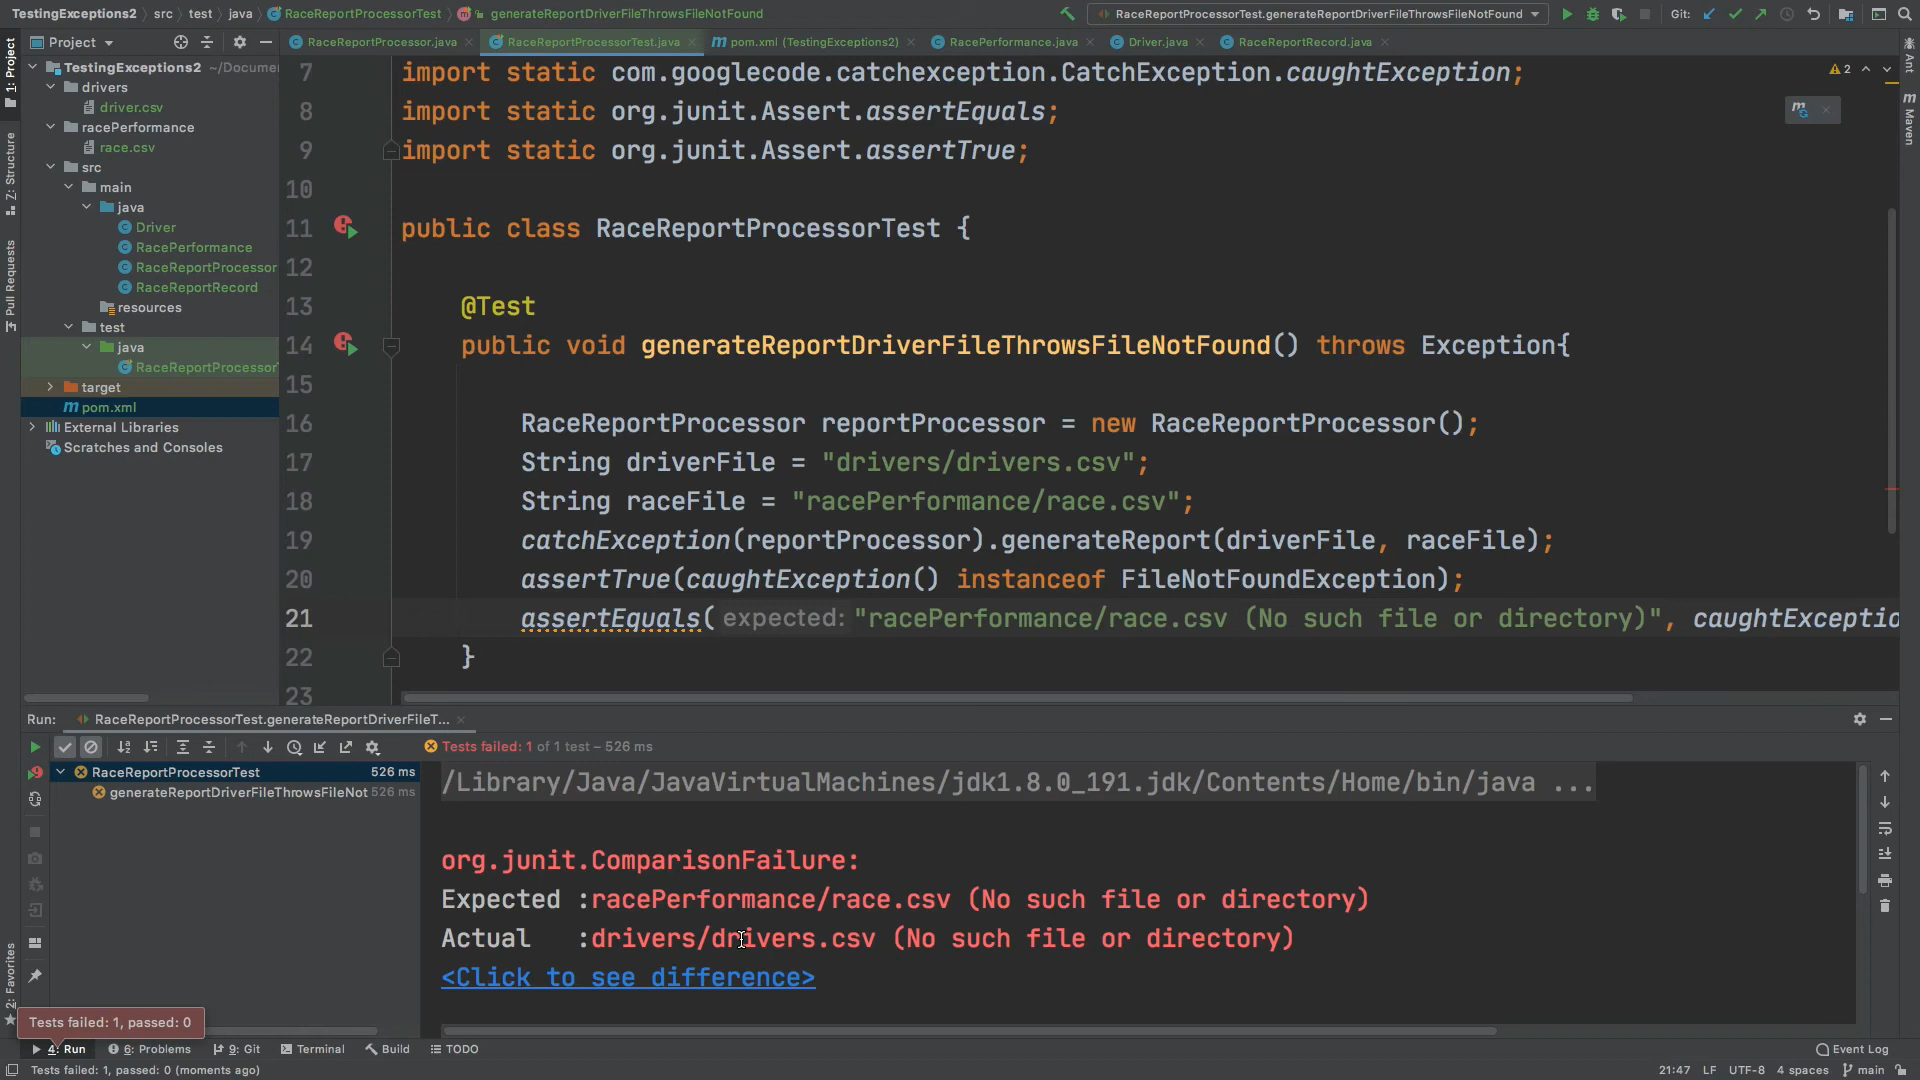 TestingExceptions2 src test java RaceReportProcessorTest generateReportDriverFileThrowsFileNotFound RaceReportProcessorTest.generateReportDriverFileThrowsFileNotFound Git:
Project RaceReportProcessor.java RaceReportProcessorTest.java pom.xml (TestingExceptions2) RacePerformance.java Driver.java RaceReportRecord.java
1: Project
Z: Structure
Pull Requests
2: Favorites
Ant
Maven
TestingExceptions2 ~/Docume
drivers
driver.csv
racePerformance
race.csv
src
main
java
Driver
RacePerformance
RaceReportProcessor
RaceReportRecord
resources
test
java
RaceReportProcessor
target
pom.xml
External Libraries
Scratches and Consoles
2
7 import static com.googlecode.catchexception.CatchException.caughtException;
8 import static org.junit.Assert.assertEquals;
9 import static org.junit.Assert.assertTrue;
10
11 public class RaceReportProcessorTest {
12
13 @Test
14 public void generateReportDriverFileThrowsFileNotFound() throws Exception{
15
16 RaceReportProcessor reportProcessor = new RaceReportProcessor();
17 String driverFile = "drivers/drivers.csv";
18 String raceFile = "racePerformance/race.csv";
19 catchException(reportProcessor).generateReport(driverFile, raceFile);
20 assertTrue(caughtException() instanceof FileNotFoundException);
21 assertEquals( expected: "racePerformance/race.csv (No such file or directory)", caughtExceptio
22 }
23
Run: RaceReportProcessorTest.generateReportDriverFileT...
Tests failed: 1 of 1 test – 526 ms
RaceReportProcessorTest 526 ms
generateReportDriverFileThrowsFileNot 526 ms
/Library/Java/JavaVirtualMachines/jdk1.8.0_191.jdk/Contents/Home/bin/java ...
org.junit.ComparisonFailure:
Expected :racePerformance/race.csv (No such file or directory)
Actual :drivers/drivers.csv (No such file or directory)
<Click to see difference>
Tests failed: 1, passed: 0
4: Run 6: Problems 9: Git Terminal Build TODO Event Log
Tests failed: 1, passed: 0 (moments ago) 21:47 LF UTF-8 4 spaces main